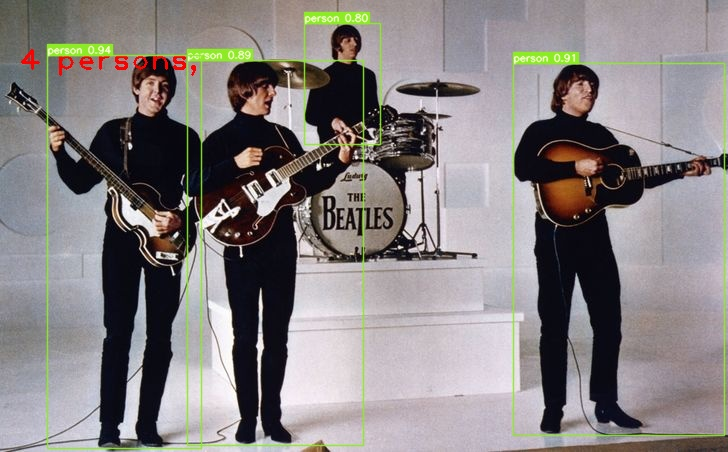 person 0.80
person 0.94
person 0.89
person 0.91
4 persons,
Ludwig
THE
BEATLES